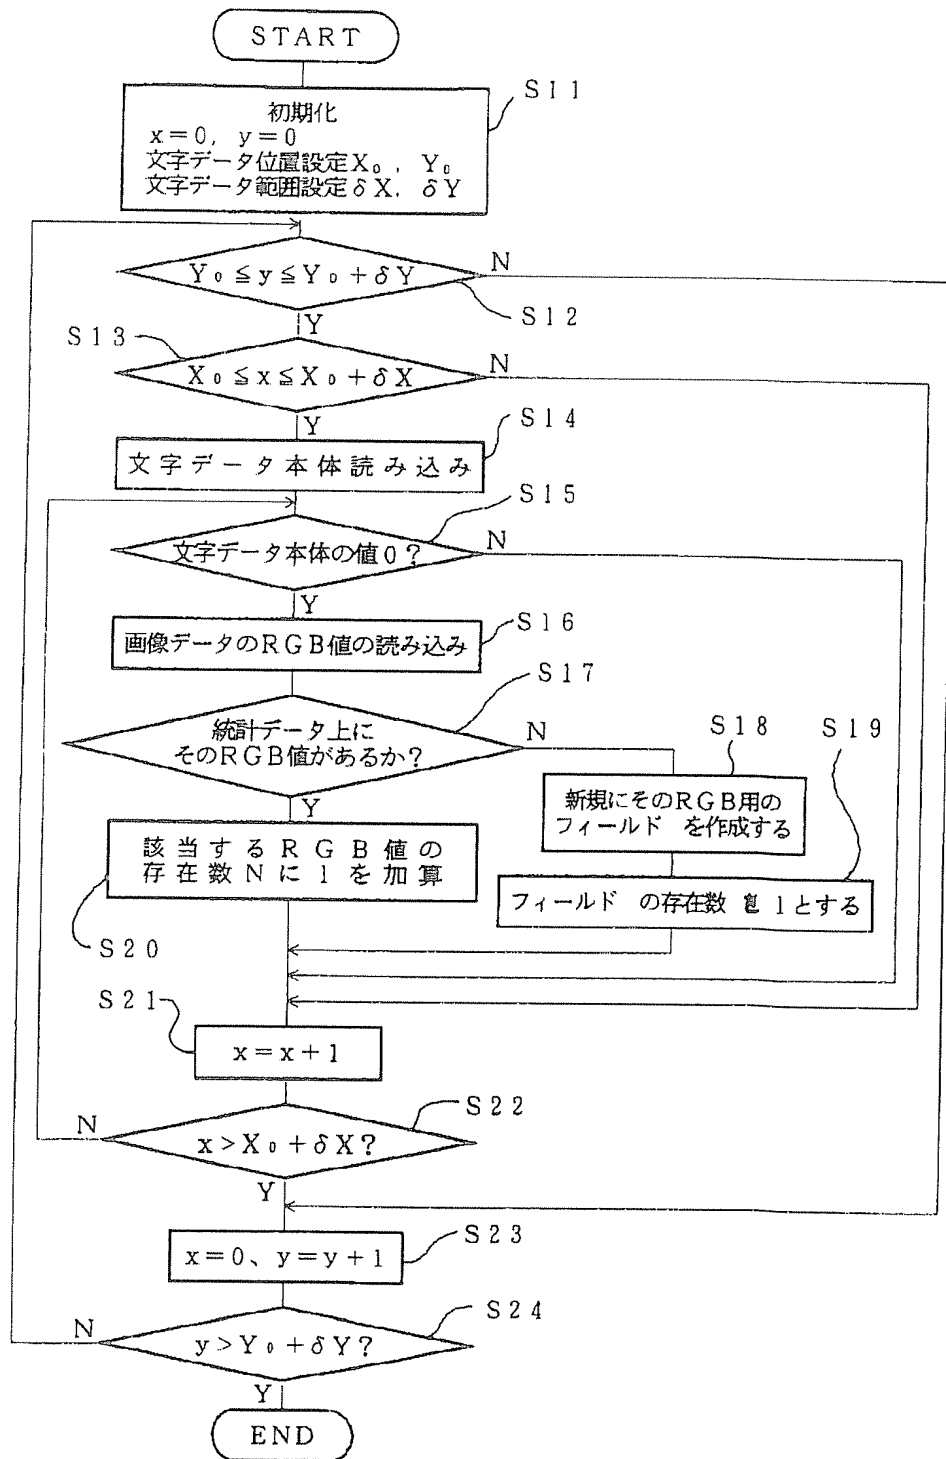 START
S11
初期化
x=0, y=0
文字データ位置設定X₀, Y₀
文字データ範囲設定δX, δY
Y₀≦y≦Y₀+δY
N
S12
Y
S13
X₀≦x≦X₀+δX
N
Y
S14
文字データ本体読み込み
S15
文字データ本体の値0?
N
Y
S16
画像データのRGB値の読み込み
S17
統計データ上に
そのRGB値があるか?
N
Y
S18
新規にそのRGB用の
フィールド を作成する
S19
フィールド の存在数 を 1とする
該当するRGB値の
存在数Nに1を加算
S20
S21
x=x+1
S22
x>X₀+δX?
N
Y
S23
x=0、y=y+1
S24
y>Y₀+δY?
N
Y
END